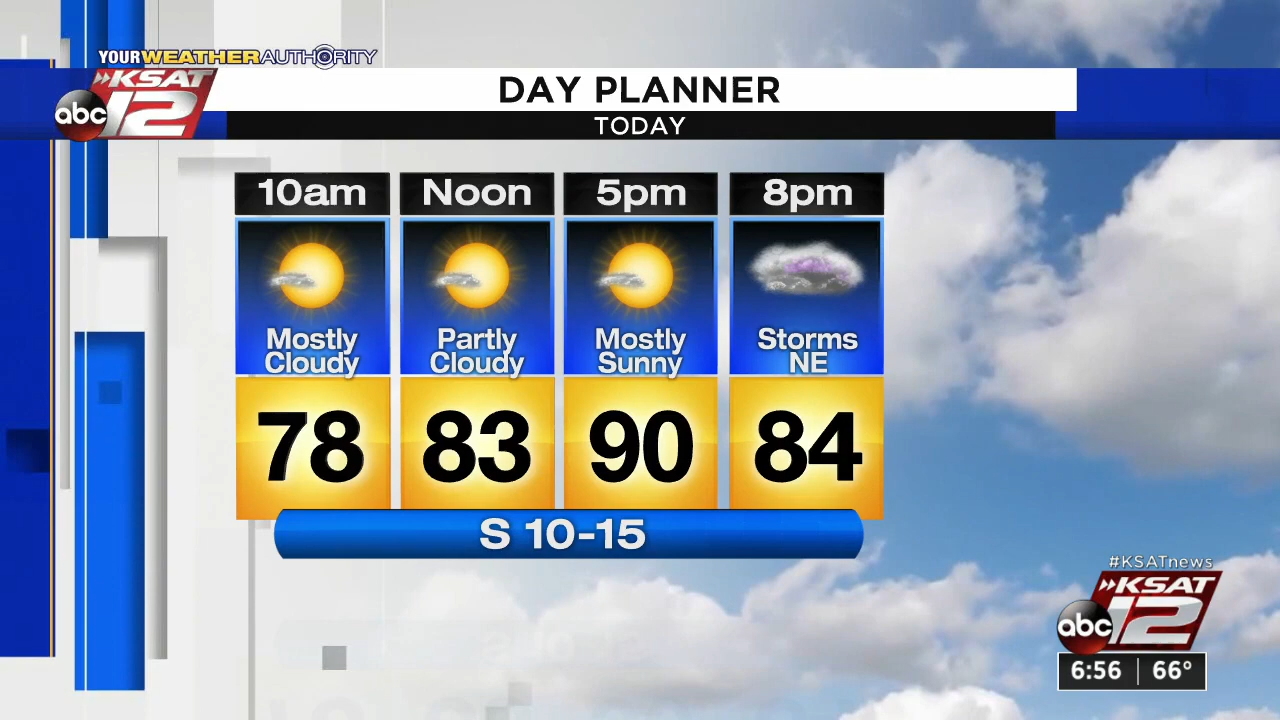 YOURWEATHERAUTHORITY
KSAT
abc 12
DAY PLANNER
TODAY
10am Noon 5pm 8pm
Mostly Partly Mostly Storms
Cloudy Cloudy Sunny NE
78 83 90 84
S 10-15
#KSATnews
KSAT
abc 12
6:56 66°